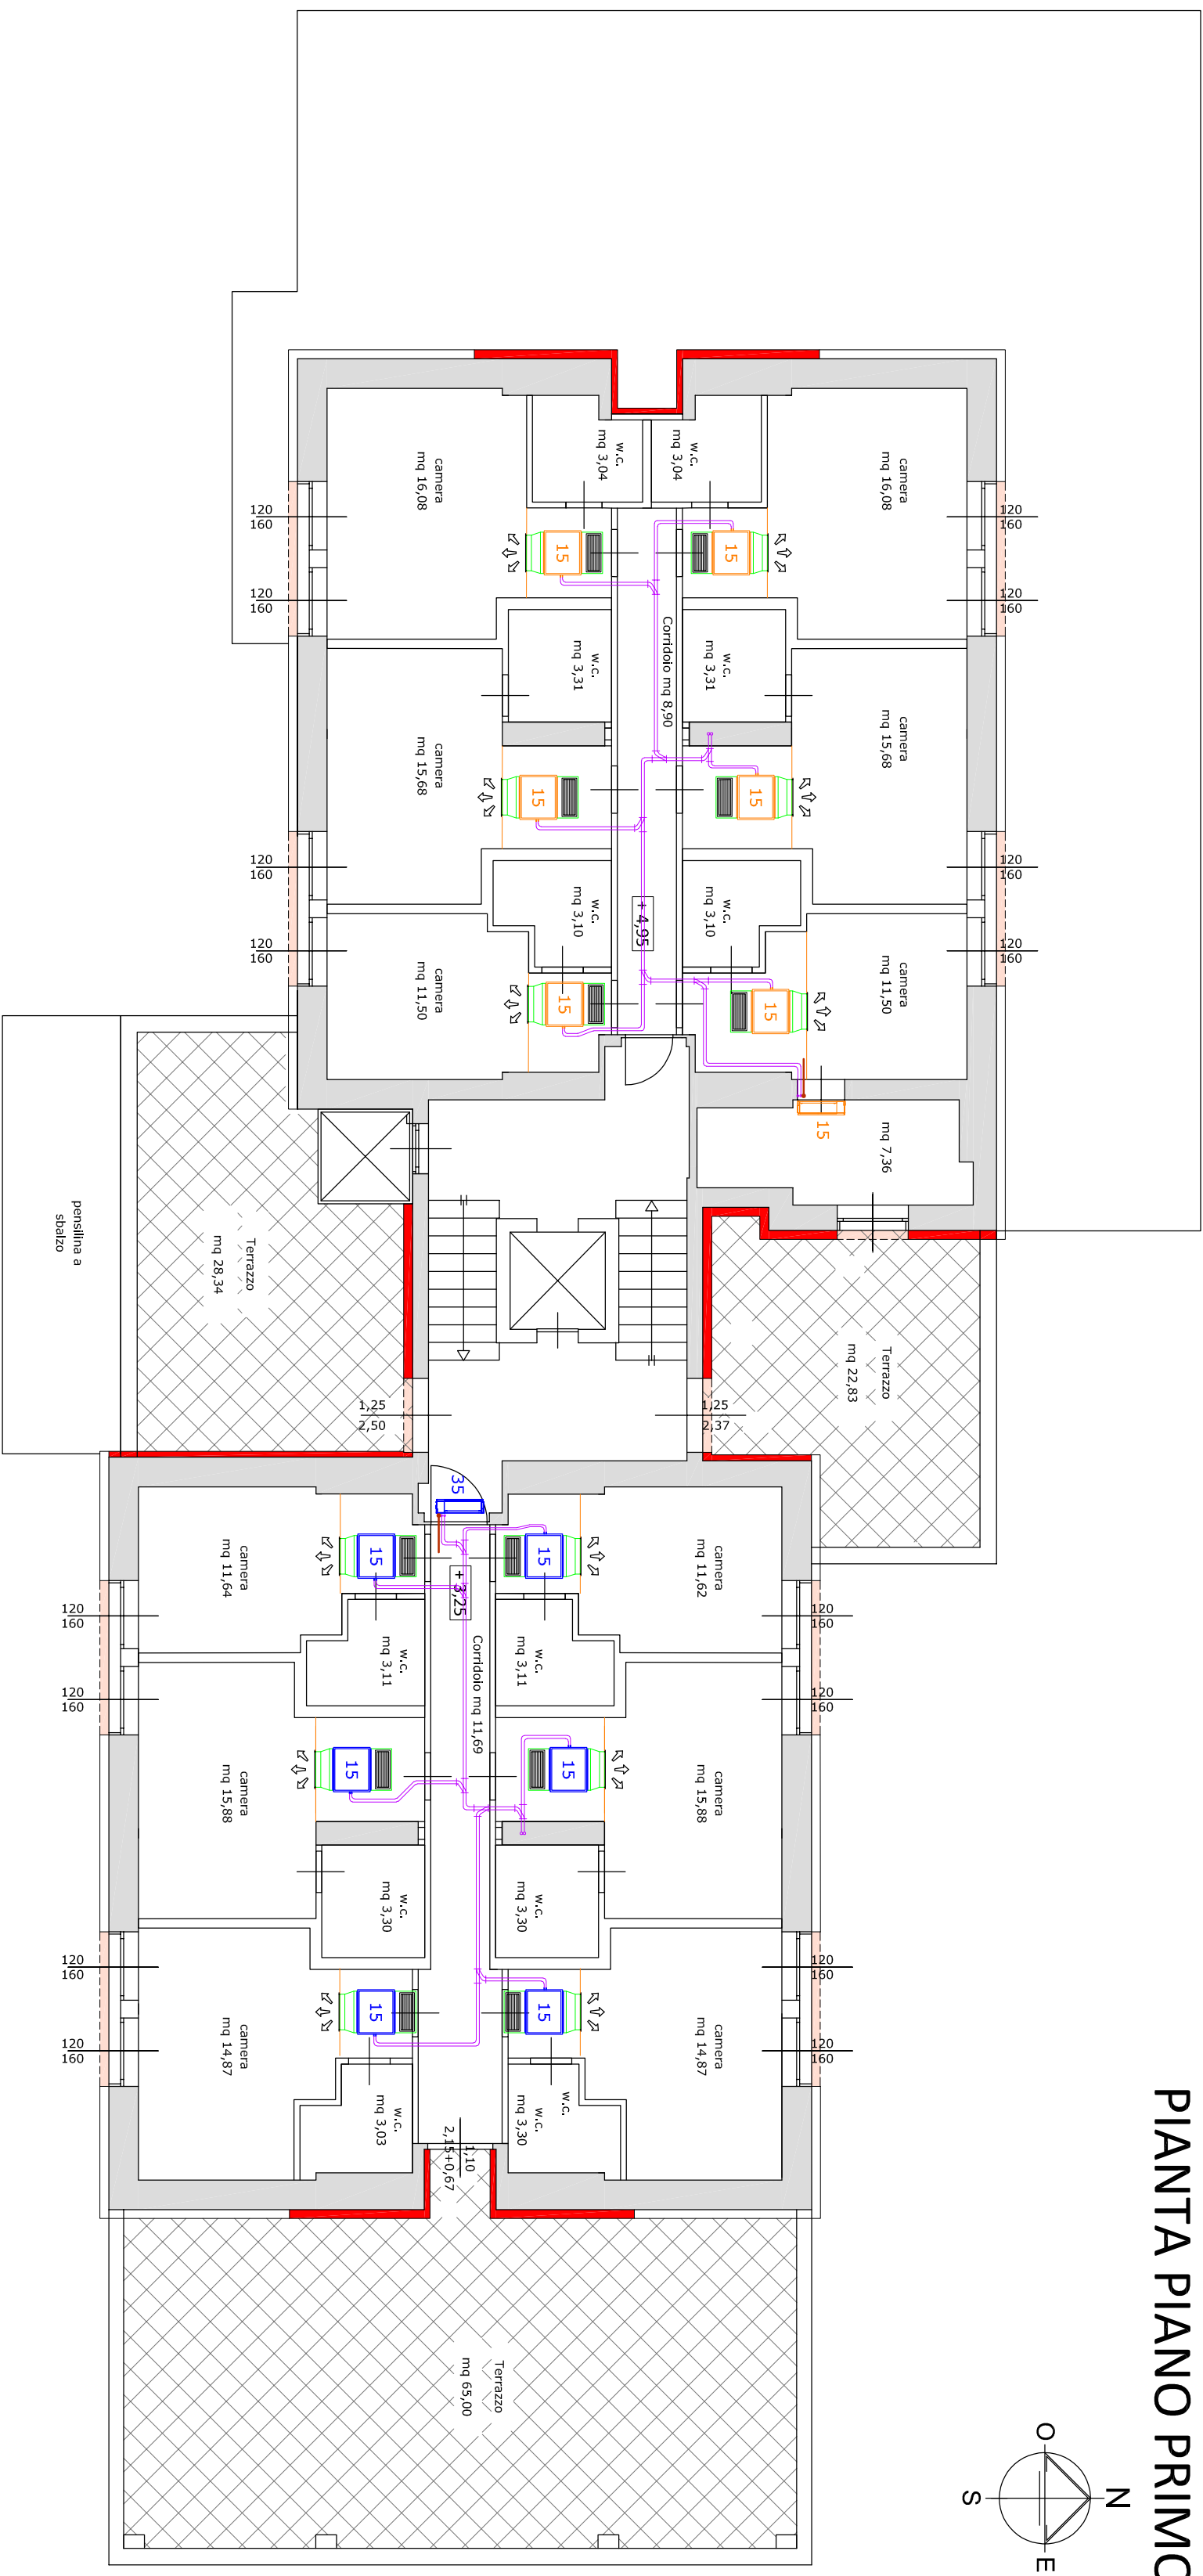 PIANTA PIANO PRIMO
N
O
E
S
camera
mq 16,08
camera
mq 15,68
camera
mq 11,50
mq 7,36
Terrazzo
mq 22,83
120
160
120
160
120
160
120
160
w.c.
mq 3,04
w.c.
mq 3,31
w.c.
mq 3,10
15
15
15
15
Corridoio mq 8,90
+ 4,95
w.c.
mq 3,04
w.c.
mq 3,31
w.c.
mq 3,10
15
15
15
camera
mq 16,08
camera
mq 15,68
camera
mq 11,50
120
160
120
160
120
160
120
160
1,25
2,37
1,25
2,50
Terrazzo
mq 28,34
pensilina a
sbalzo
120
160
120
160
120
160
120
160
camera
mq 11,62
camera
mq 15,88
camera
mq 14,87
15
15
15
w.c.
mq 3,11
w.c.
mq 3,30
w.c.
w.c.
mq 3,30
35
+ 3,25
Corridoio mq 11,69
1,10
2,15+0,67
15
15
15
w.c.
mq 3,11
w.c.
mq 3,30
w.c.
mq 3,03
camera
mq 11,64
camera
mq 15,88
camera
mq 14,87
120
160
120
160
120
160
120
160
Terrazzo
mq 65,00